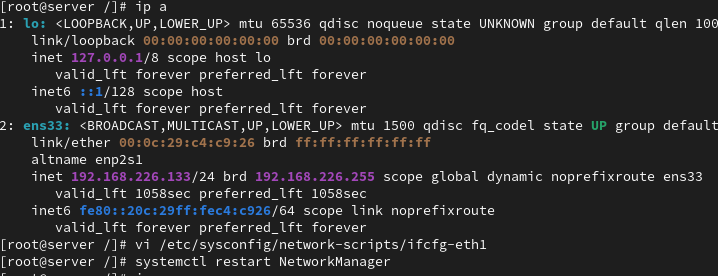 [root@server /]# ip a
1: lo: <LOOPBACK,UP,LOWER_UP> mtu 65536 qdisc noqueue state UNKNOWN group default qlen 100
link/loopback 00:00:00:00:00:00 brd 00:00:00:00:00:00
inet 127.0.0.1/8 scope host lo
valid_lft forever preferred_lft forever
inet6 ::1/128 scope host
valid_lft forever preferred_lft forever
2: ens33: <BROADCAST,MULTICAST,UP,LOWER_UP> mtu 1500 qdisc fq_codel state UP group default
link/ether 00:0c:29:c4:c9:26 brd ff:ff:ff:ff:ff:ff
altname enp2s1
inet 192.168.226.133/24 brd 192.168.226.255 scope global dynamic noprefixroute ens33
valid_lft 1058sec preferred_lft 1058sec
inet6 fe80::20c:29ff:fec4:c926/64 scope link noprefixroute
valid_lft forever preferred_lft forever
[root@server /]# vi /etc/sysconfig/network-scripts/ifcfg-eth1
[root@server /]# systemctl restart NetworkManager